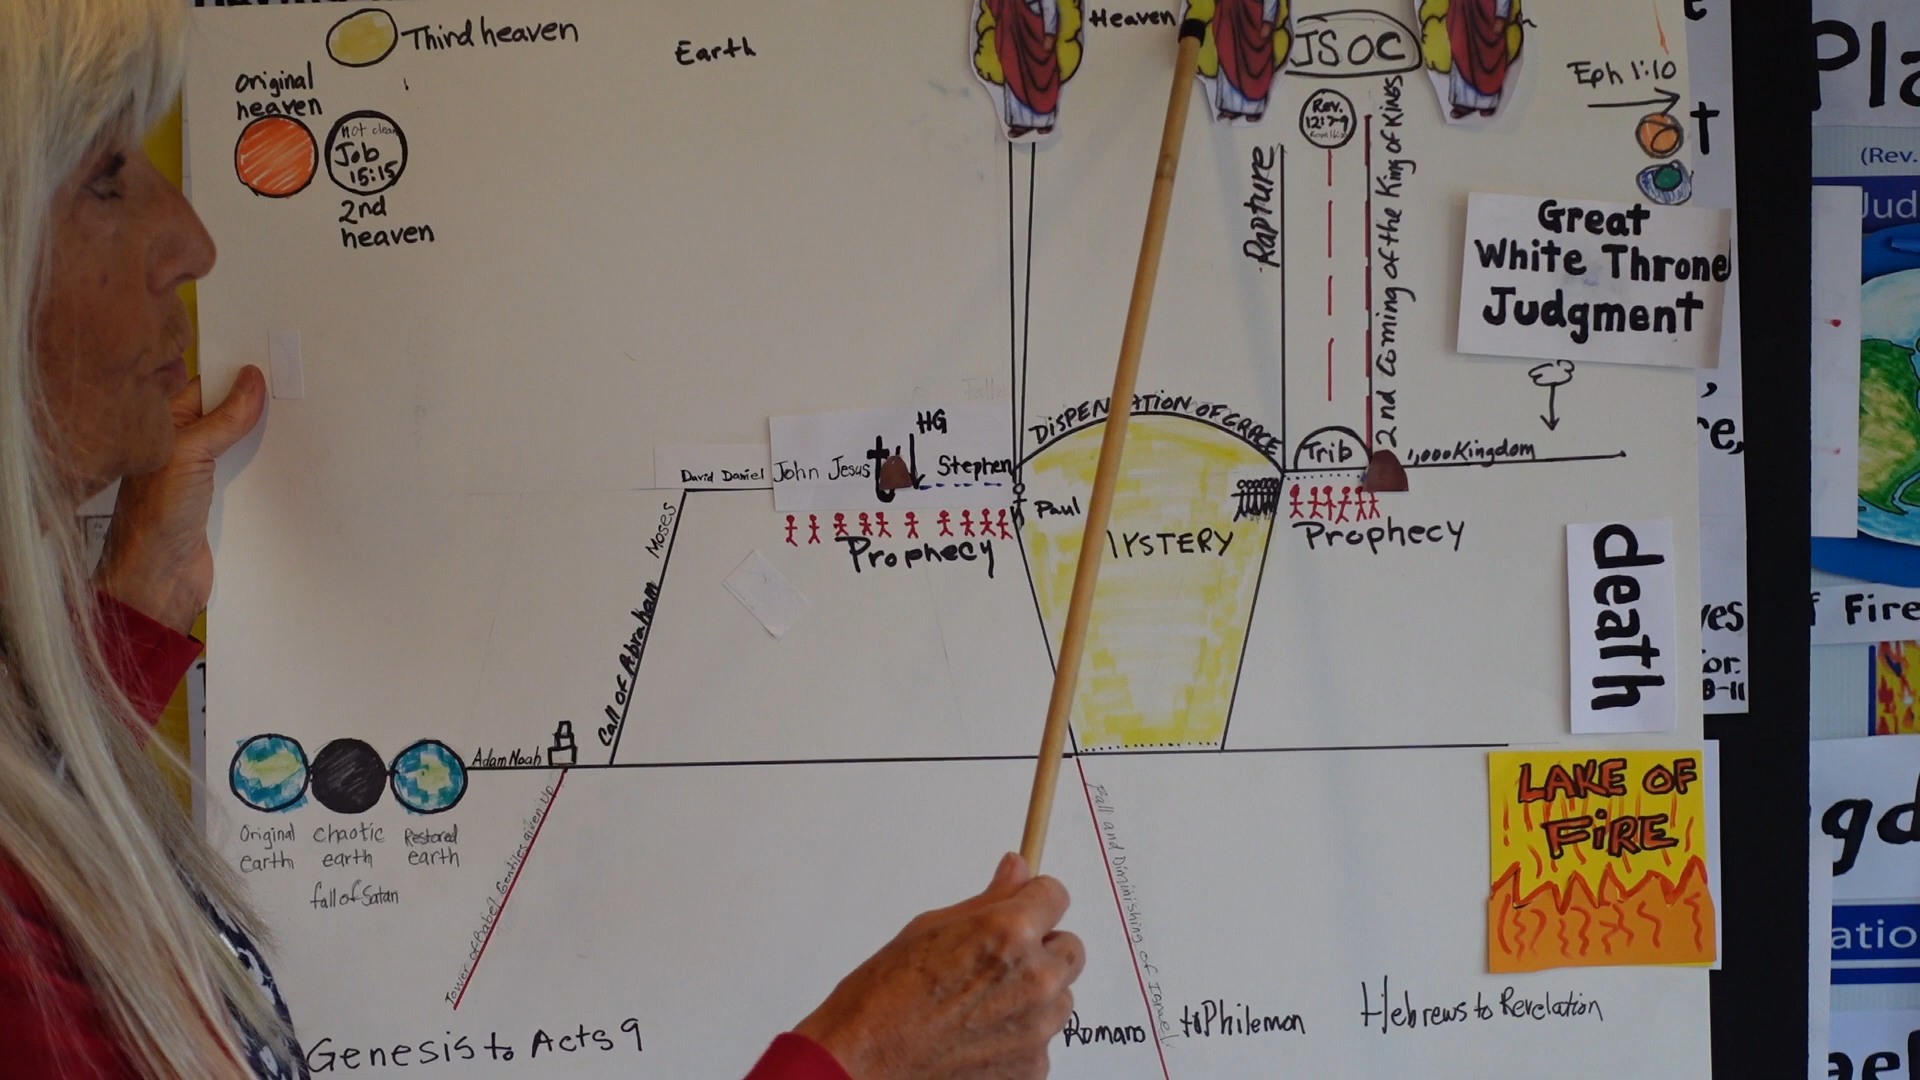 Third heaven
Earth
Heaven
JSOC
Eph 1:10
Original
heaven
Job
15:15
2nd
heaven
Rev.
12:7-9
Rapture
2nd Coming of the King of Kings
Great
White Throne
Judgment
(Rev.
Jud
Pla
HG
DISPENSATION OF GRACE
David Daniel John Jesus
Stephen
Trib
1,000 Kingdom
Paul
Prophecy
YSTERY
Prophecy
Moses
Call of Abraham
death
f Fire
Adam Noah
LAKE OF
FiRE
Original
earth
chaotic
earth
Restored
earth
fall of Satan
Tower of Babel Gentiles given Up
Fall and Diminishing of Israel
Genesis to Acts 9
Romans to Philemon
Hebrews to Revelation